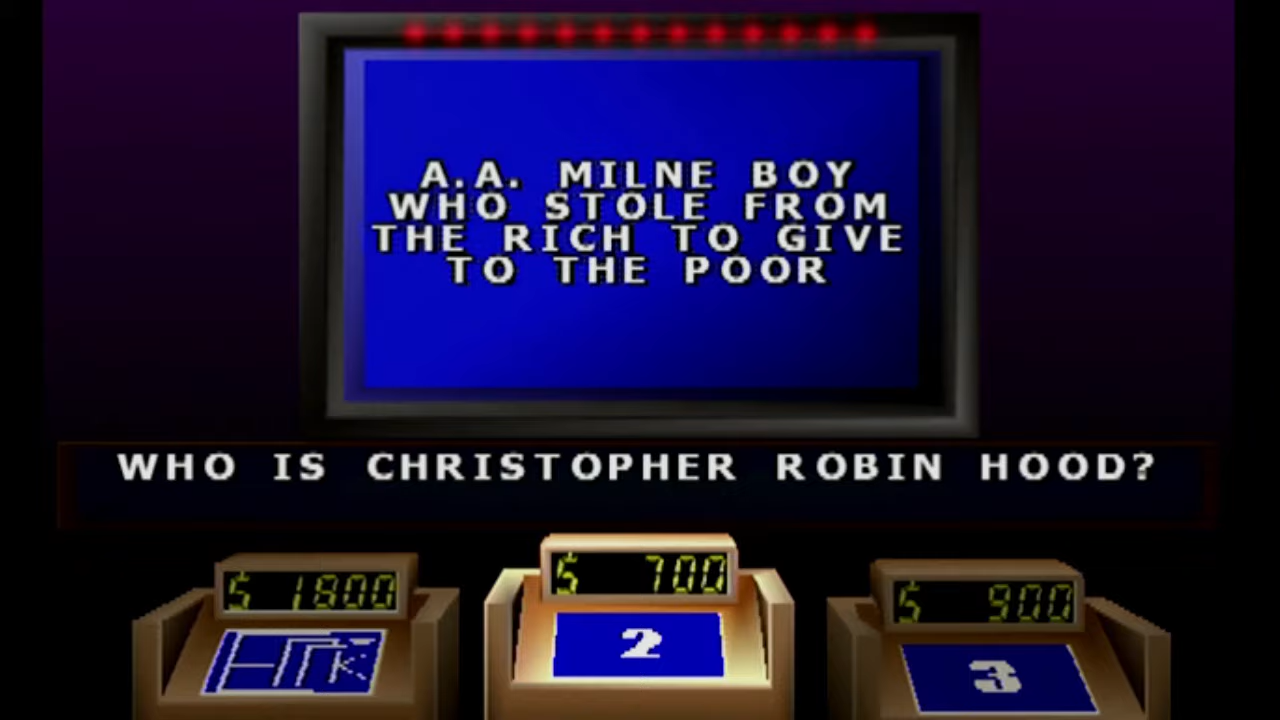 A.A. MILNE BOY
WHO STOLE FROM
THE RICH TO GIVE
TO THE POOR
WHO IS CHRISTOPHER ROBIN HOOD?
$ 1800
$ 700
$ 900
2
3